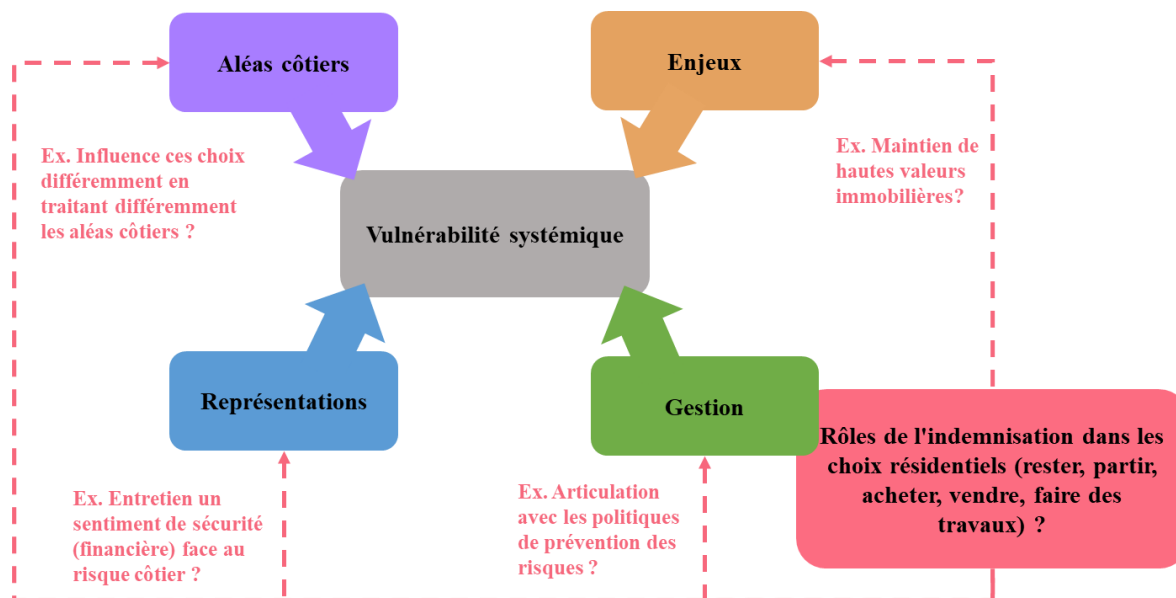 Aléas côtiers
Enjeux
Ex. Influence ces choix
différemment en
traitant différemment
les aléas côtiers ?
Ex. Maintien de
hautes valeurs
immobilières?
Vulnérabilité systémique
Représentations
Gestion
Rôles de l'indemnisation dans les
choix résidentiels (rester, partir,
acheter, vendre, faire des
travaux) ?
Ex. Entretien un
sentiment de sécurité
(financière) face au
risque côtier ?
Ex. Articulation
avec les politiques
de prévention des
risques ?